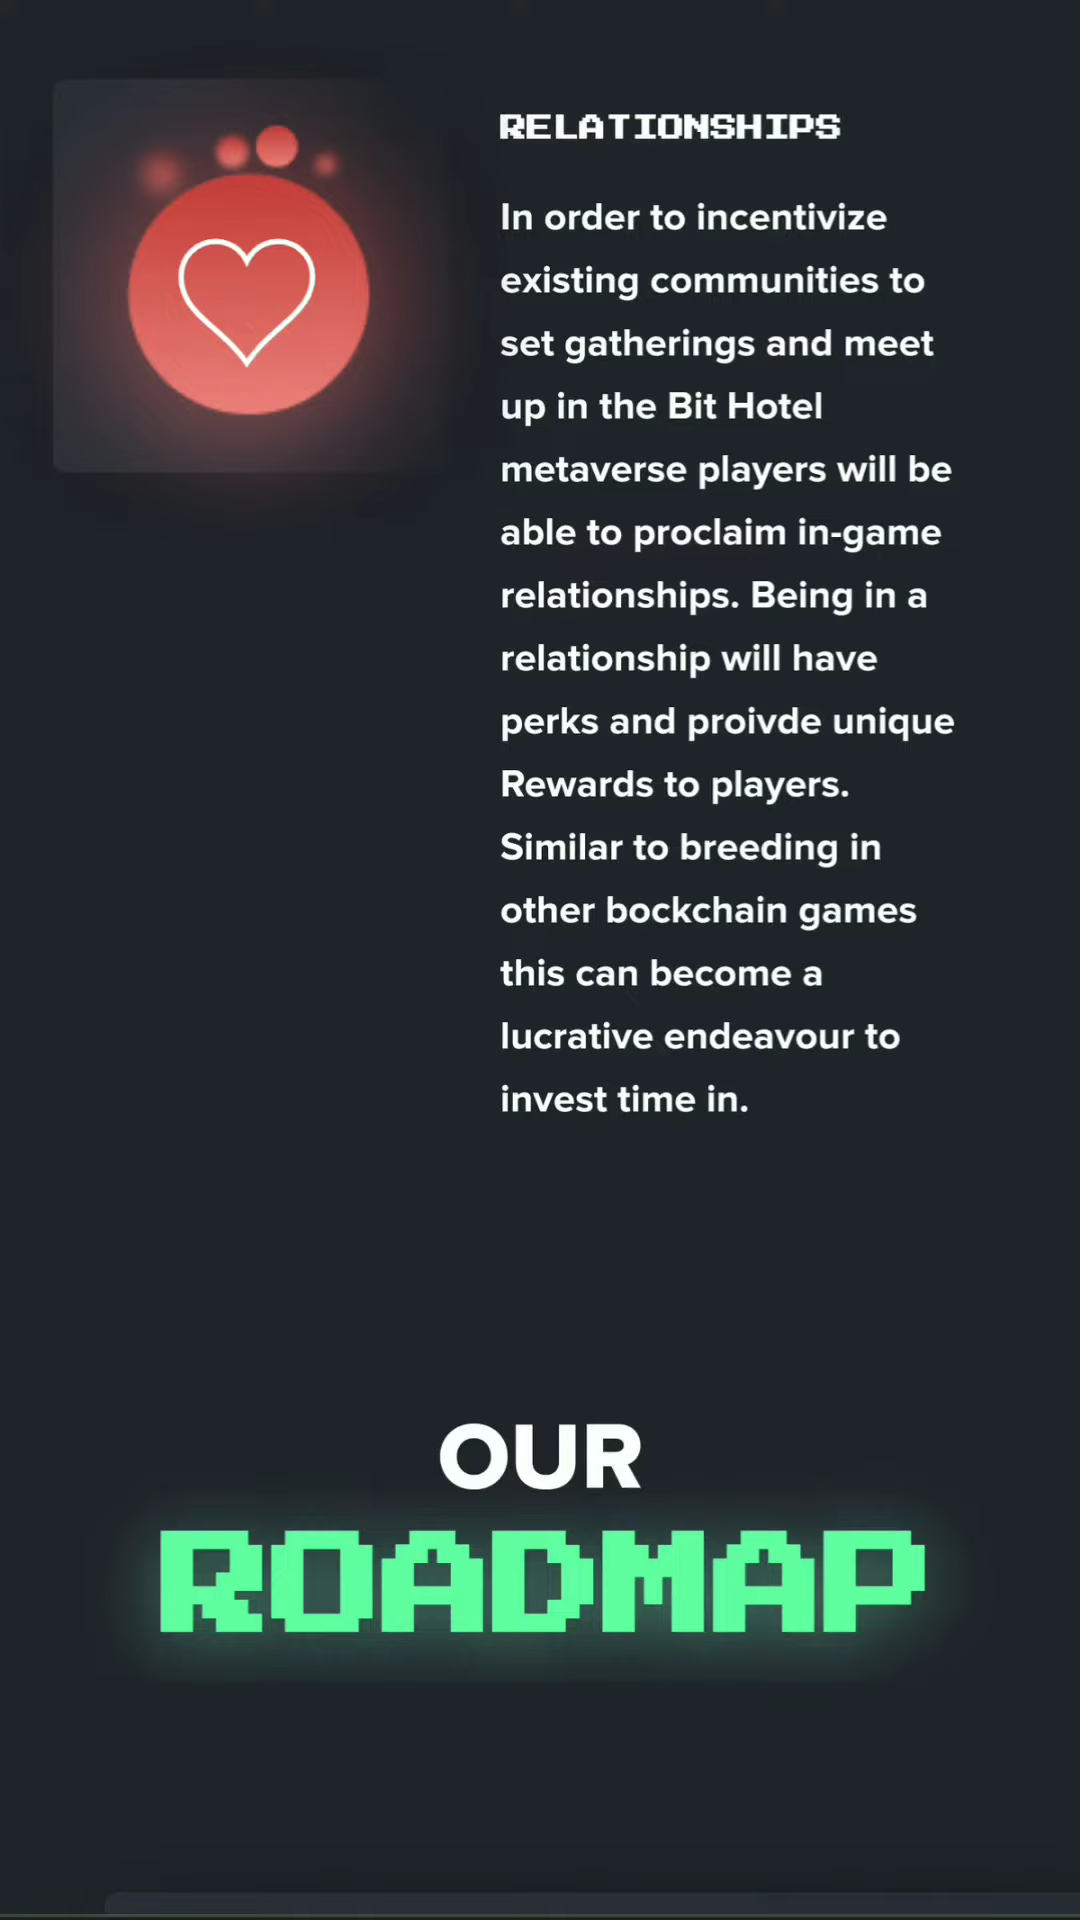 RELATIONSHIPS
In order to incentivize
existing communities to
set gatherings and meet
up in the Bit Hotel
metaverse players will be
able to proclaim in-game
relationships. Being in a
relationship will have
perks and proivde unique
Rewards to players.
Similar to breeding in
other bockchain games
this can become a
lucrative endeavour to
invest time in.
OUR
ROADMAP